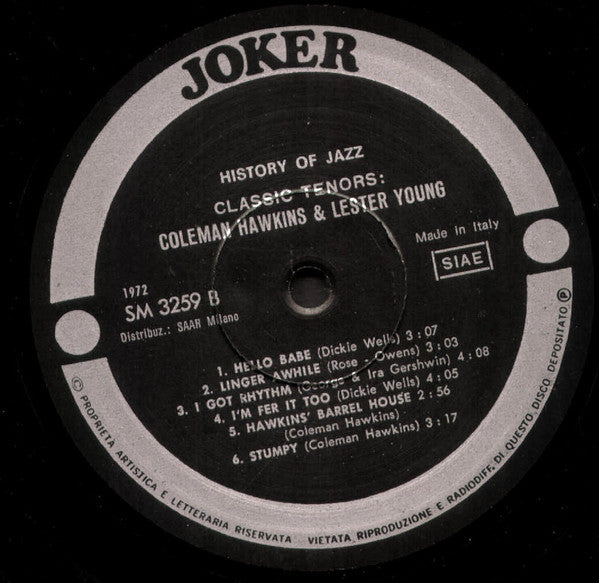 JOKER
HISTORY OF JAZZ
CLASSIC TENORS:
COLEMAN HAWKINS & LESTER YOUNG
Made in Italy
SIAE
1972
SM 3259 B
Distribuz.: SAAR Milano
1. HELLO BABE (Dickie Wells) 3:07
2. LINGER AWHILE (Rose - Owens) 3:03
3. I GOT RHYTHM (George & Ira Gershwin) 4:08
4. I'M FER IT TOO (Dickie Wells) 4:05
5. HAWKINS' BARREL HOUSE 2:56
(Coleman Hawkins)
6. STUMPY (Coleman Hawkins) 3:17
© PROPRIETA ARTISTICA E LETTERARIA RISERVATA VIETATA RIPRODUZIONE E RADIODIFF. DI QUESTO DISCO DEPOSITATO ℗